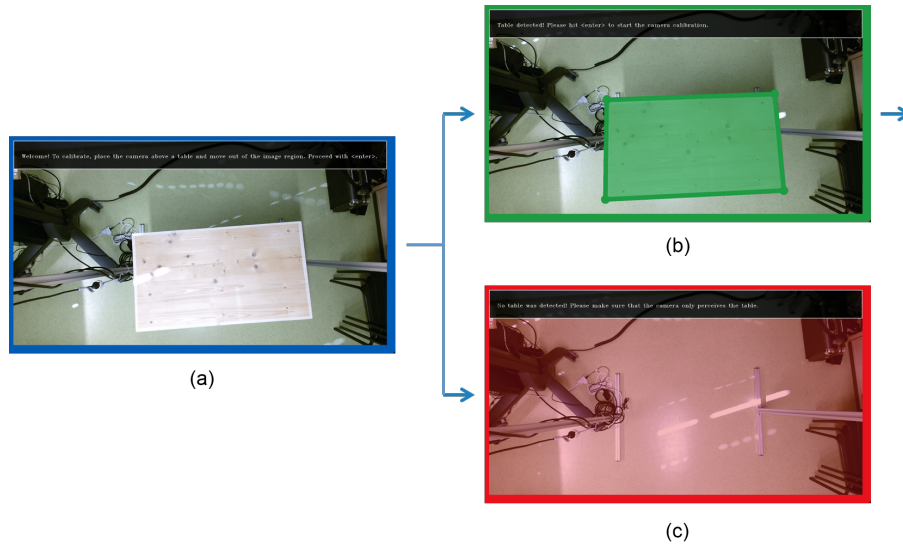 Welcome! To calibrate, place the camera above a table and move out of the image region. Proceed with <enter>.
(a)
Table detected! Please hit <enter> to start the camera calibration.
(b)
No table was detected! Please make sure that the camera only perceives the table.
(c)